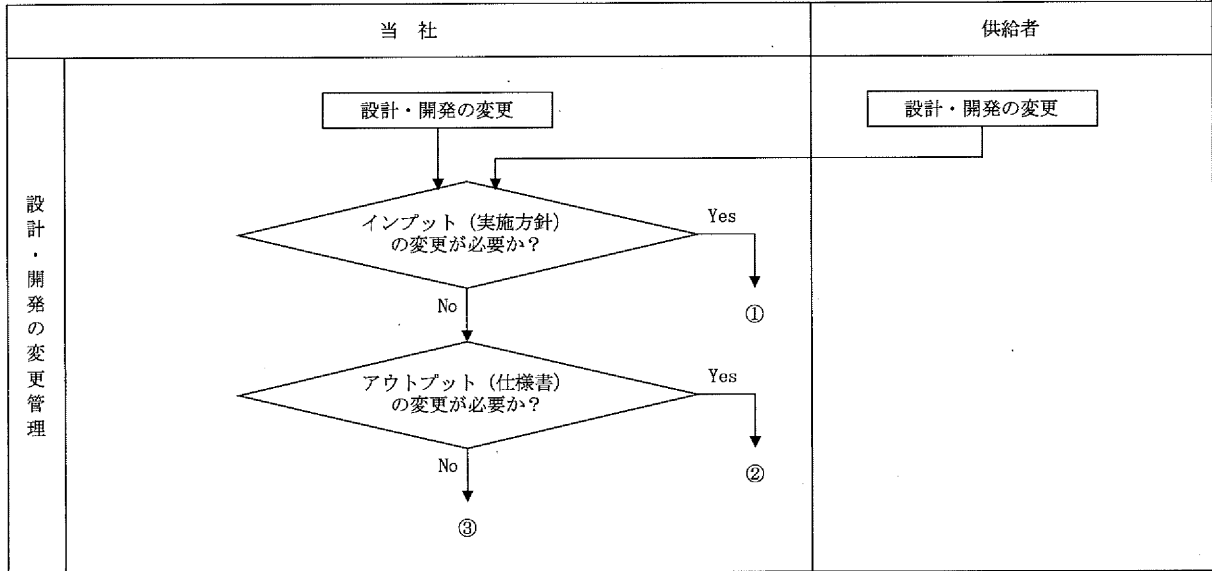 当 社
供給者
設計・開発の変更管理
設計・開発の変更
設計・開発の変更
インプット（実施方針）
の変更が必要か？
Yes
①
No
アウトプット（仕様書）
の変更が必要か？
Yes
②
No
③